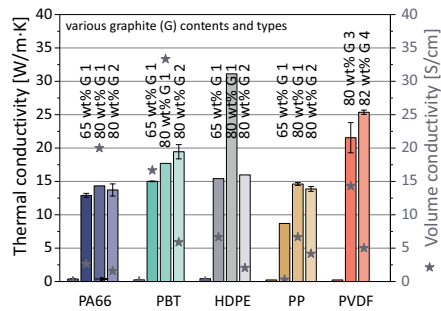 various graphite (G) contents and types
Thermal conductivity [W/m·K]
40
35
30
25
20
15
10
5
0
65 wt% G 1
80 wt% G 1
80 wt% G 2
65 wt% G 1
80 wt% G 1
80 wt% G 2
65 wt% G 1
80 wt% G 1
80 wt% G 2
65 wt% G 1
80 wt% G 1
80 wt% G 2
80 wt% G 3
82 wt% G 4
PA66
PBT
HDPE
PP
PVDF
40
35
30
25
20
15
10
5
0
★ Volume conductivity [S/cm]